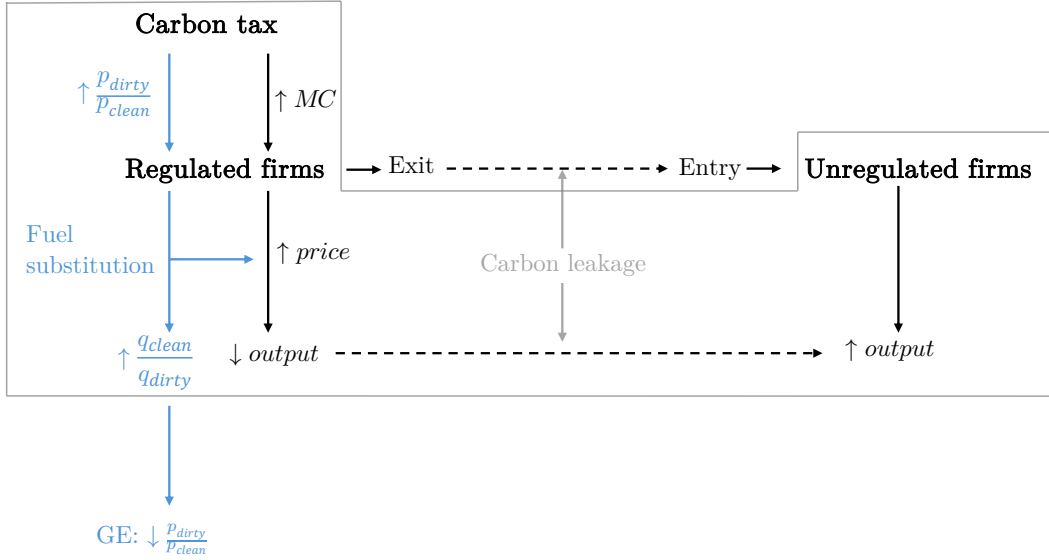 Carbon tax
↑ p_dirty / p_clean
↑ MC
Regulated firms
Exit
Entry
Unregulated firms
Fuel
substitution
↑ price
Carbon leakage
↑ q_clean / q_dirty
↓ output
↑ output
GE: ↓ p_dirty / p_clean